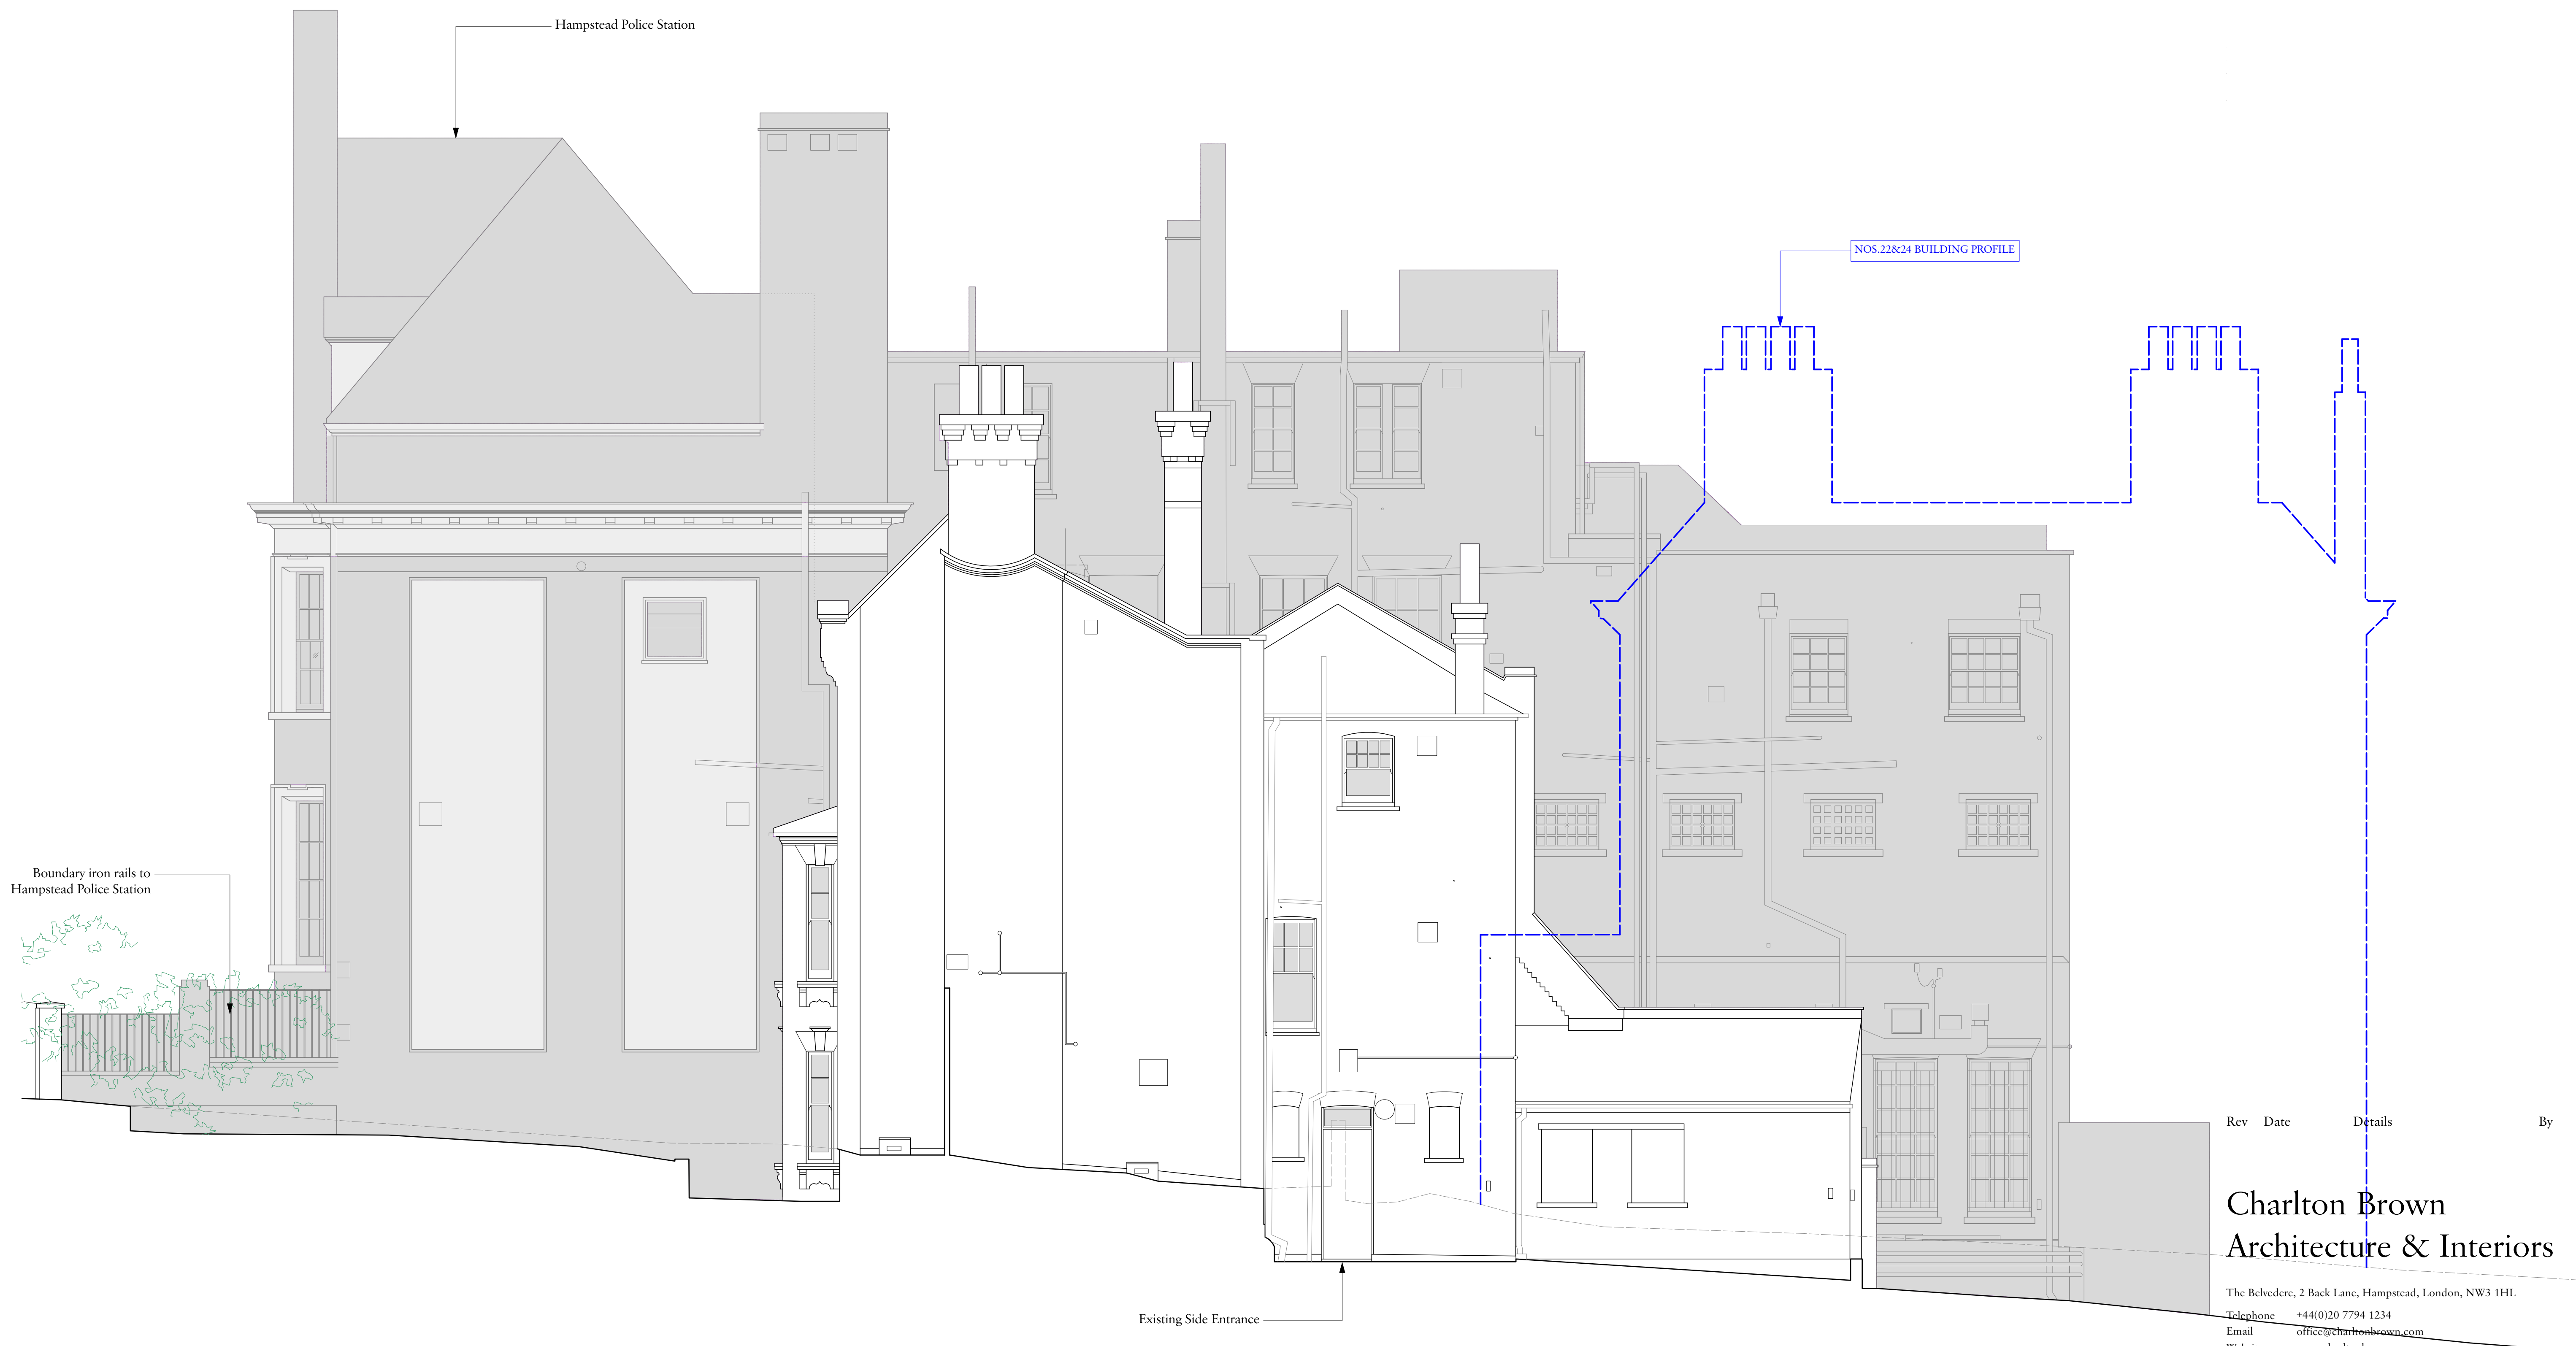 Hampstead Police Station
NOS.22&24 BUILDING PROFILE
Boundary iron rails to
Hampstead Police Station
Existing Side Entrance
Rev Date Details By
Charlton Brown
Architecture & Interiors
The Belvedere, 2 Back Lane, Hampstead, London, NW3 1HL
Telephone +44(0)20 7794 1234
Email office@charltonbrown.com